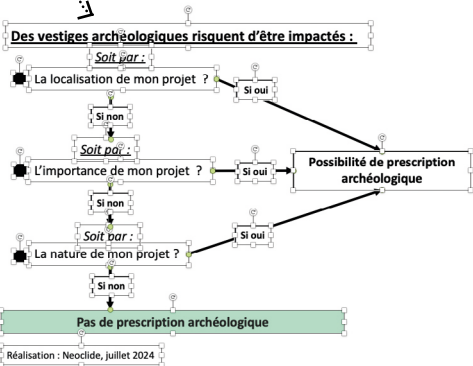 Des vestiges archéologiques risquent d'être impactés :
Soit par :
La localisation de mon projet ?
Si oui
Si non
Soit par :
L'importance de mon projet ?
Si oui
Possibilité de prescription
archéologique
Si non
Soit par :
Si oui
La nature de mon projet ?
Si non
Pas de prescription archéologique
Réalisation : Neoclide, juillet 2024